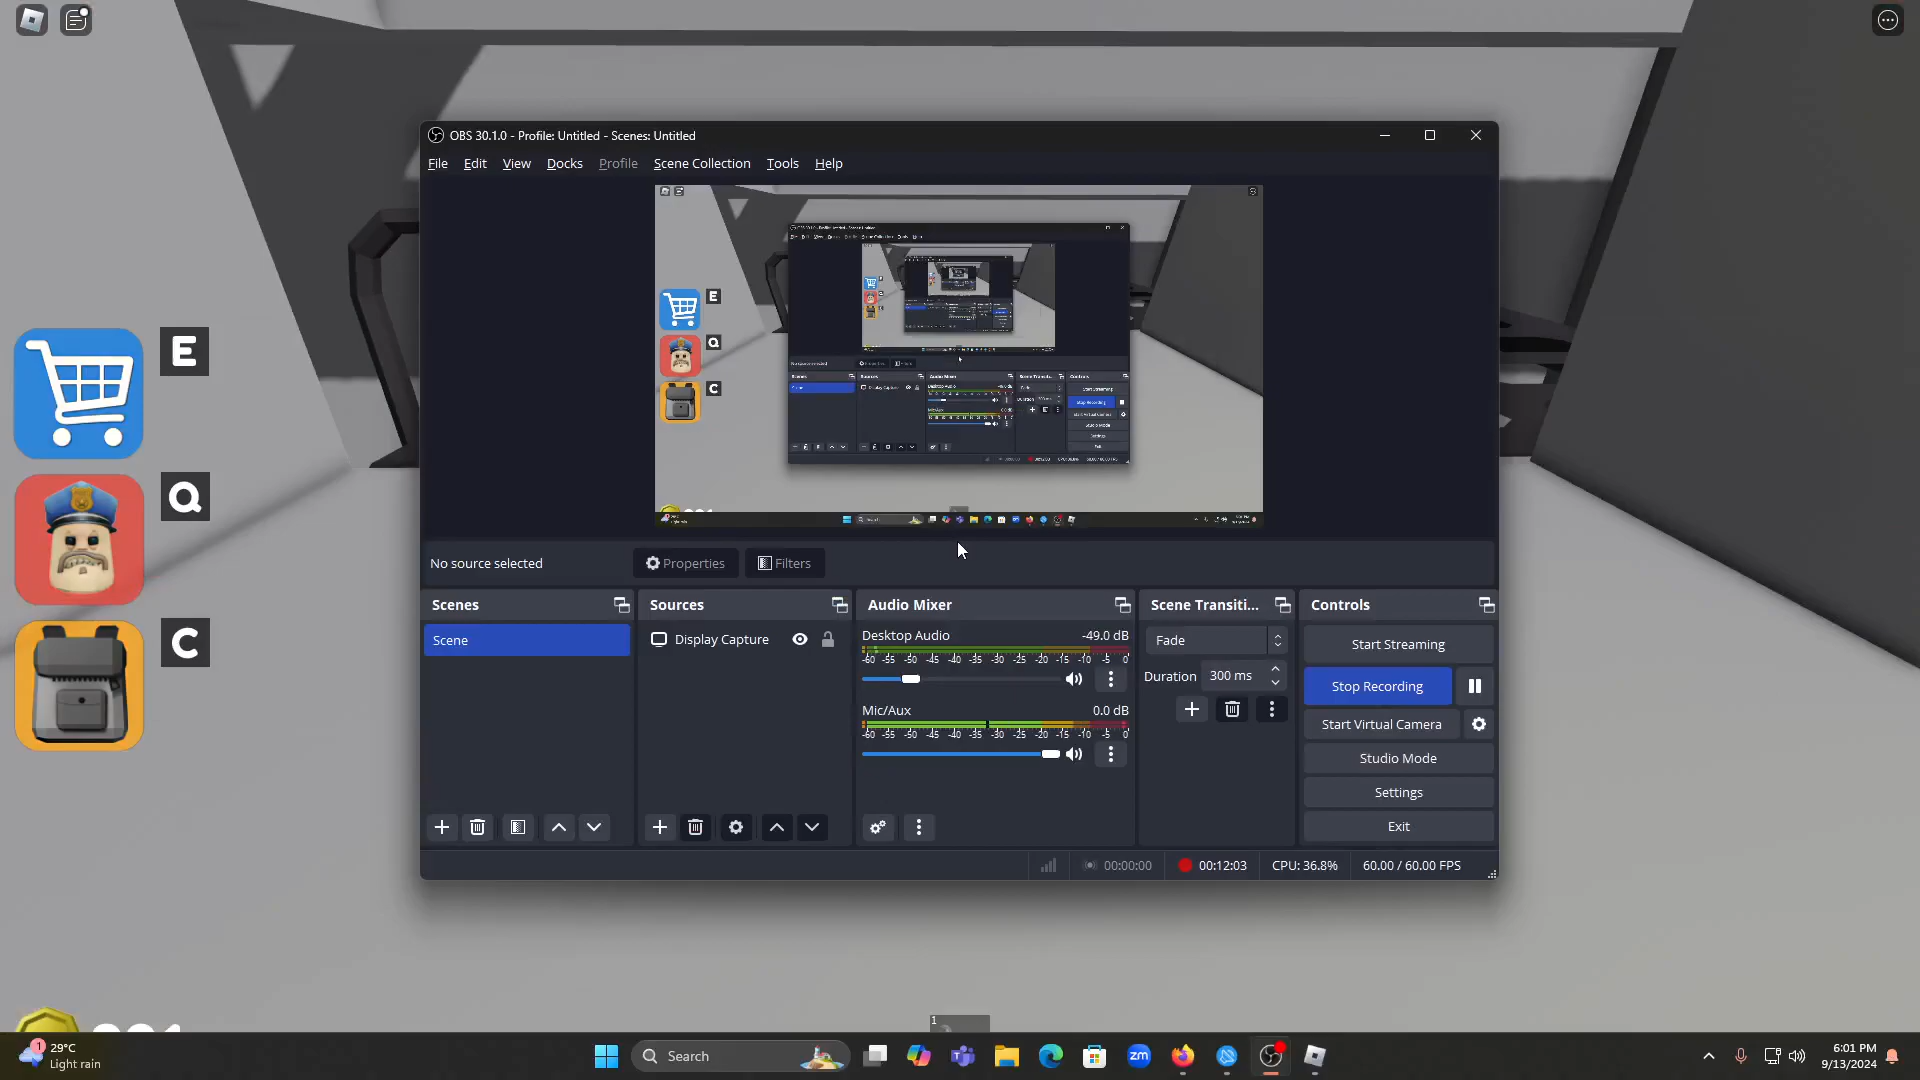 OBS 30.1.0 - Profile: Untitled - Scenes: Untitled
File Edit View Docks Profile Scene Collection Tools Help
E
Q
C
E
Q
C
No source selected
Properties
Filters
Scenes
Sources
Audio Mixer
Scene Transiti...
Controls
Scene
Display Capture
Desktop Audio -49.0 dB
-60 -55 -50 -45 -40 -35 -30 -25 -20 -15 -10 -5 0
Mic/Aux 0.0 dB
-60 -55 -50 -45 -40 -35 -30 -25 -20 -15 -10 -5 0
Fade
Duration 300 ms
Start Streaming
Stop Recording
Start Virtual Camera
Studio Mode
Settings
Exit
00:00:00
00:12:03
CPU: 36.8%
60.00 / 60.00 FPS
1
1
29°C
Light rain
Search
zm
6:01 PM
9/13/2024